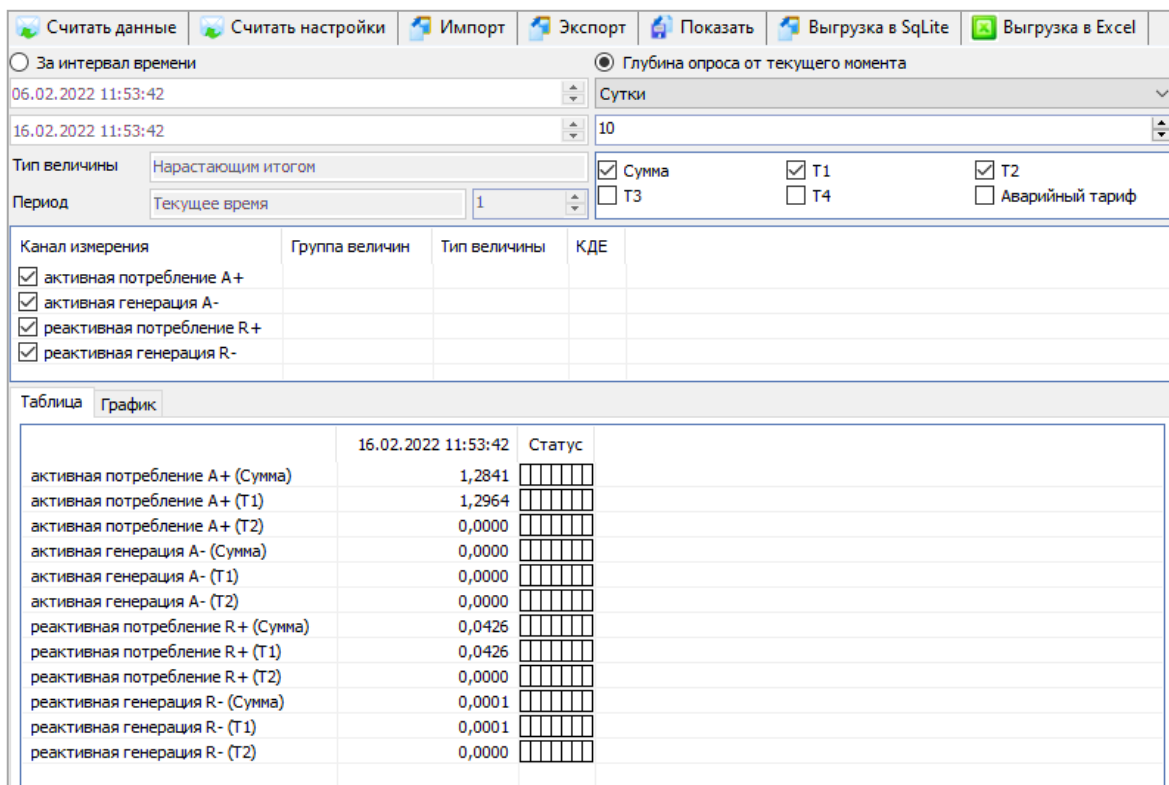 Считать данные Считать настройки Импорт Экспорт Показать Выгрузка в SqLite Выгрузка в Excel
За интервал времени Глубина опроса от текущего момента
06.02.2022 11:53:42 Сутки
16.02.2022 11:53:42 10
Тип величины Нарастающим итогом Сумма T1 T2
Период Текущее время 1 T3 T4 Аварийный тариф
Канал измерения Группа величин Тип величины КДЕ
активная потребление A+
активная генерация A-
реактивная потребление R+
реактивная генерация R-
Таблица График
16.02.2022 11:53:42 Статус
активная потребление A+ (Сумма) 1,2841
активная потребление A+ (T1) 1,2964
активная потребление A+ (T2) 0,0000
активная генерация A- (Сумма) 0,0000
активная генерация A- (T1) 0,0000
активная генерация A- (T2) 0,0000
реактивная потребление R+ (Сумма) 0,0426
реактивная потребление R+ (T1) 0,0426
реактивная потребление R+ (T2) 0,0000
реактивная генерация R- (Сумма) 0,0001
реактивная генерация R- (T1) 0,0001
реактивная генерация R- (T2) 0,0000